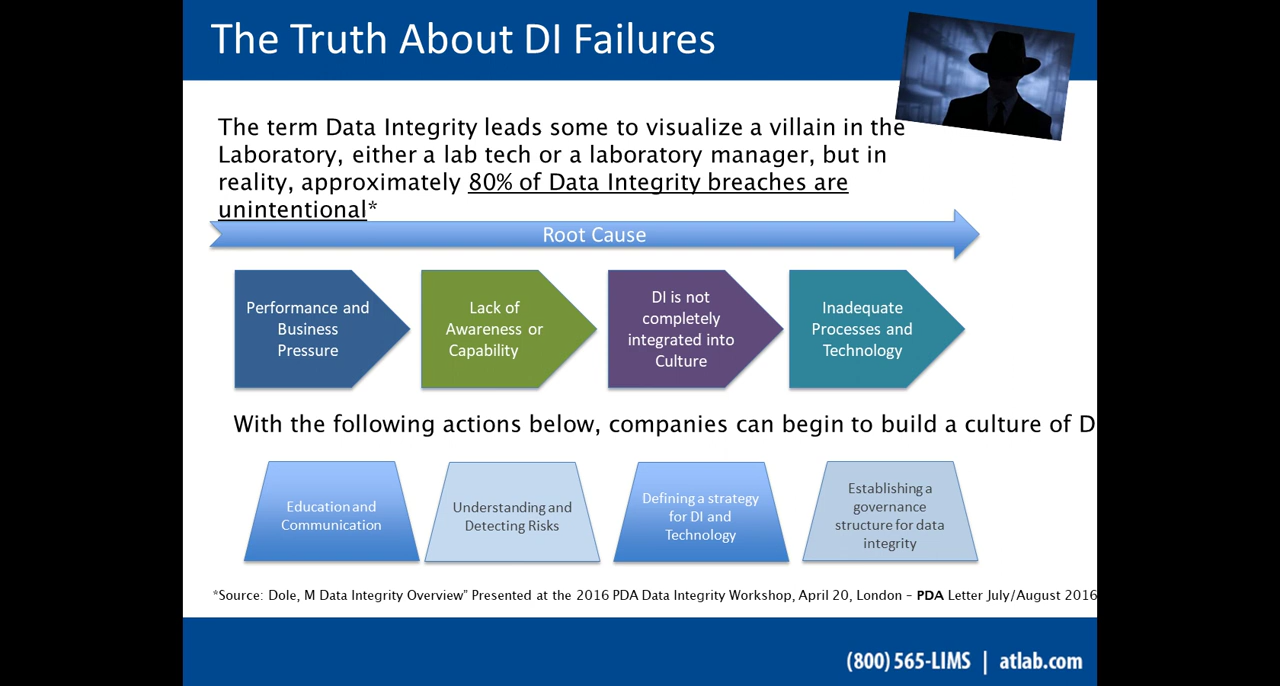 The Truth About DI Failures
The term Data Integrity leads some to visualize a villain in the
Laboratory, either a lab tech or a laboratory manager, but in
reality, approximately 80% of Data Integrity breaches are
unintentional*
Root Cause
Performance and
Business
Pressure
Lack of
Awareness or
Capability
DI is not
completely
integrated into
Culture
Inadequate
Processes and
Technology
With the following actions below, companies can begin to build a culture of D
Education and
Communication
Understanding and
Detecting Risks
Defining a strategy
for DI and
Technology
Establishing a
governance
structure for data
integrity
*Source: Dole, M Data Integrity Overview” Presented at the 2016 PDA Data Integrity Workshop, April 20, London – PDA Letter July/August 2016
(800) 565-LIMS | atlab.com